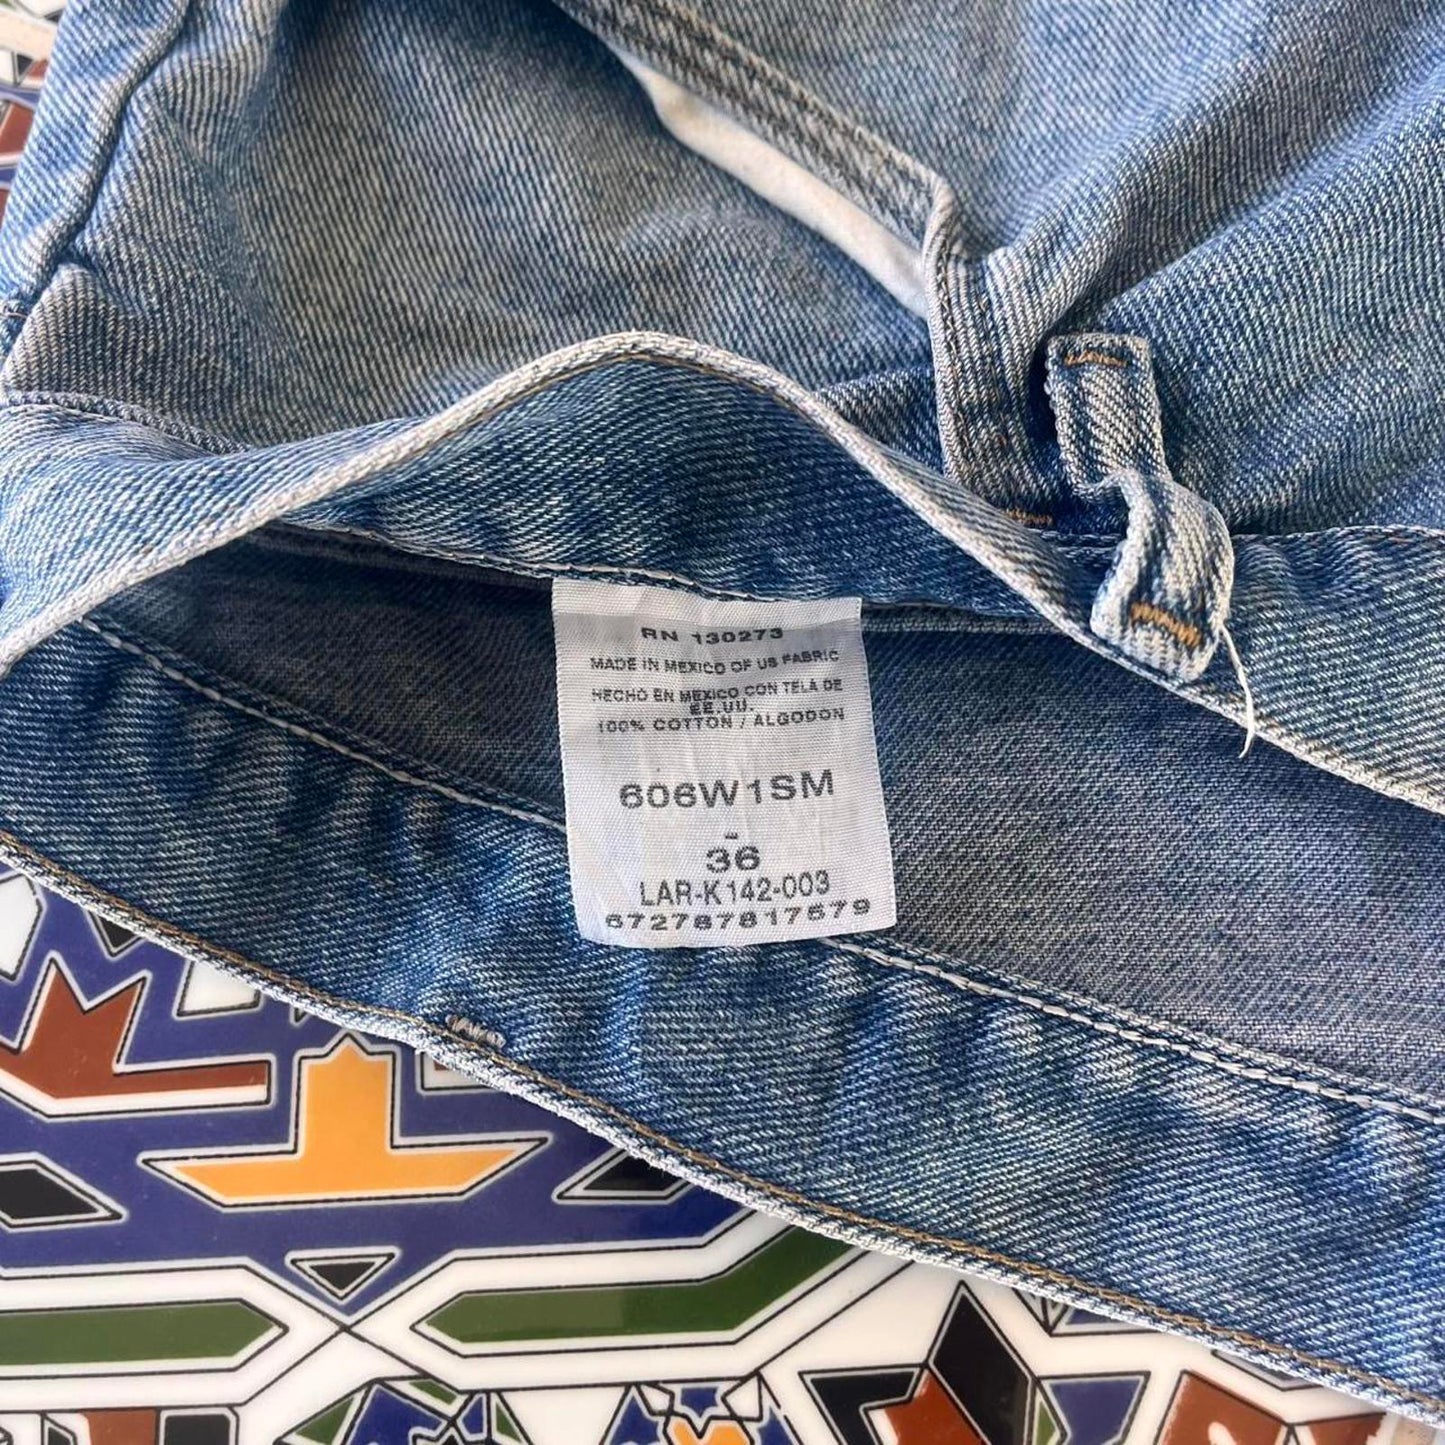 RN 130273
MADE IN MEXICO OF US FABRIC
HECHO EN MEXICO CON TELA DE
EE.UU.
100% COTTON / ALGODON
606W1SM
-
36
LAR-K142-003
672787817579